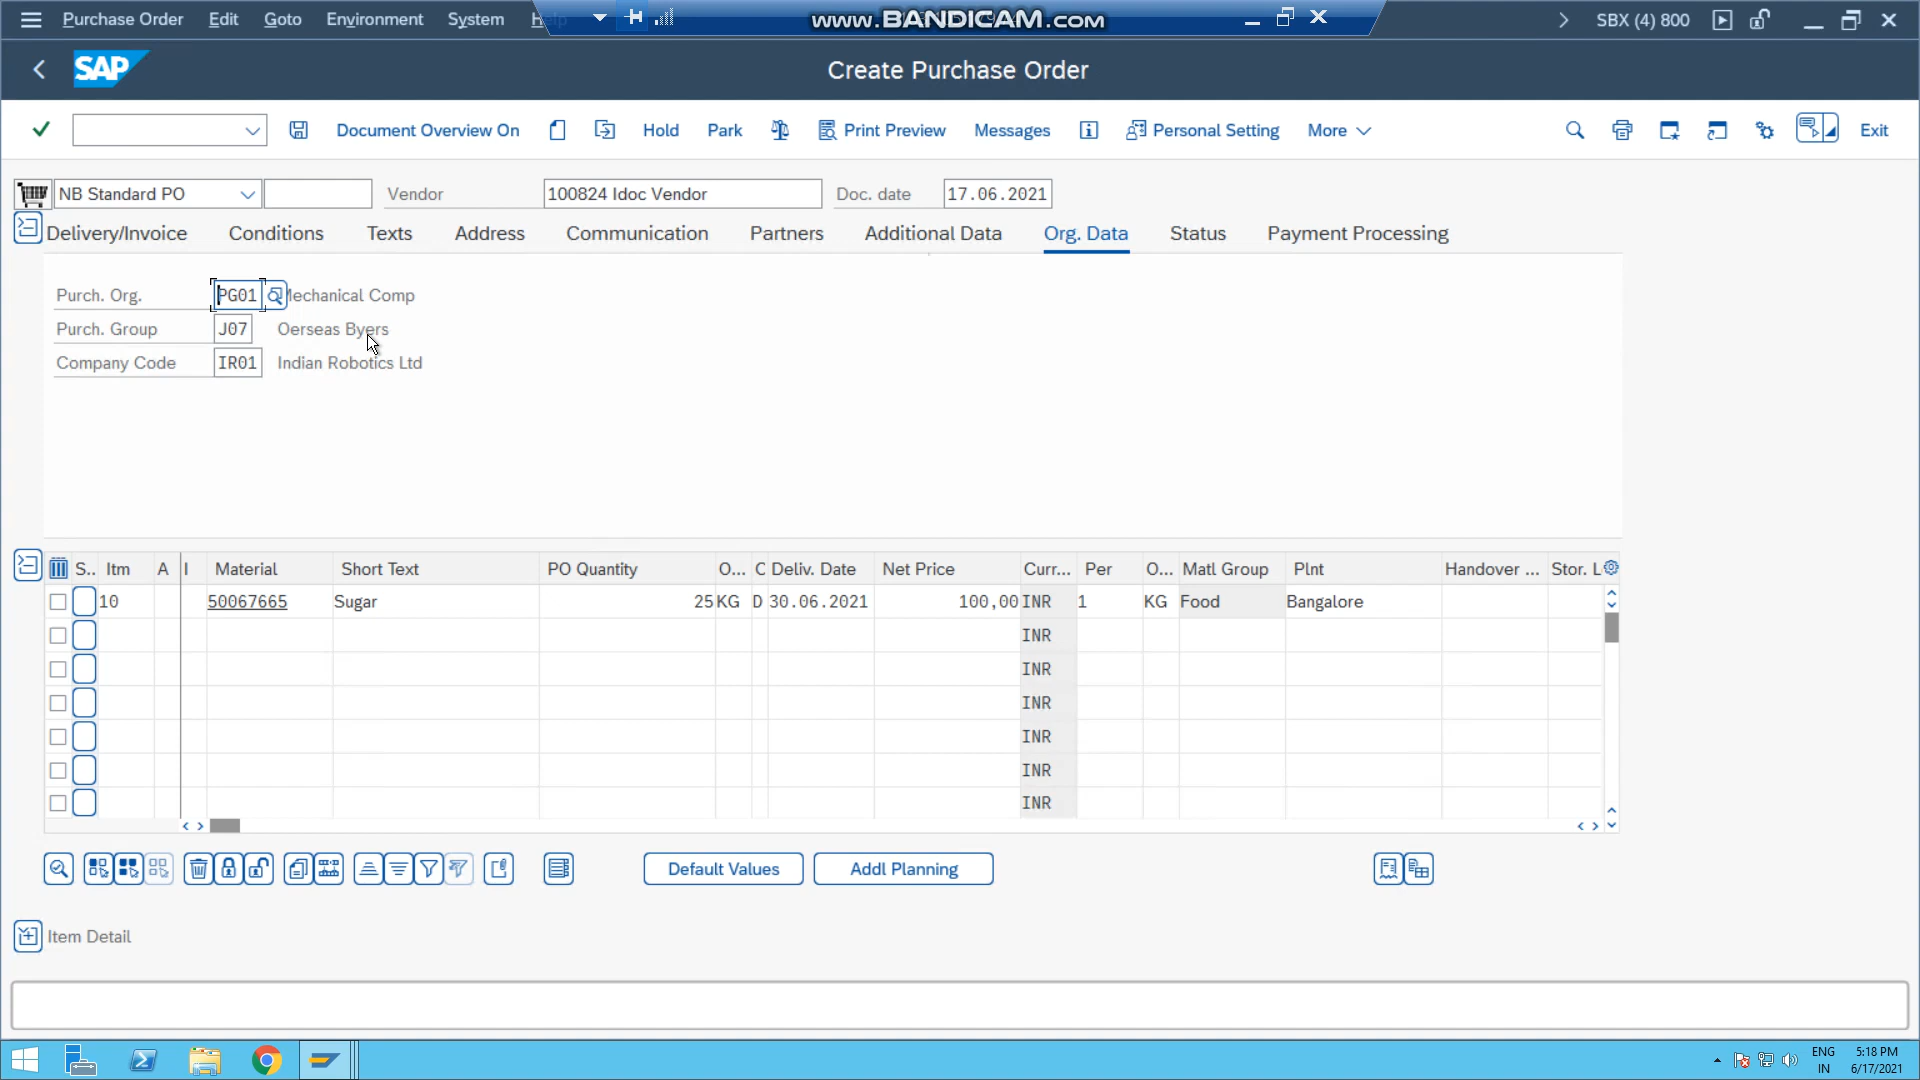 Purchase Order Edit Goto Environment System www.BANDICAM.com SBX (4) 800
SAP Create Purchase Order
Document Overview On Hold Park Print Preview Messages Personal Setting More Exit
NB Standard PO Vendor 100824 Idoc Vendor Doc. date 17.06.2021
Delivery/Invoice Conditions Texts Address Communication Partners Additional Data Org. Data Status Payment Processing
Purch. Org. PG01 Mechanical Comp
Purch. Group J07 Oerseas Byers
Company Code IR01 Indian Robotics Ltd
S.. Itm A I Material Short Text PO Quantity O... C Deliv. Date Net Price Curr... Per O... Matl Group Plnt Handover ... Stor. L
10 50067665 Sugar 25 KG D 30.06.2021 100,00 INR 1 KG Food Bangalore
INR
INR
INR
INR
INR
INR
Default Values Addl Planning
Item Detail
ENG 5:18 PM
IN 6/17/2021